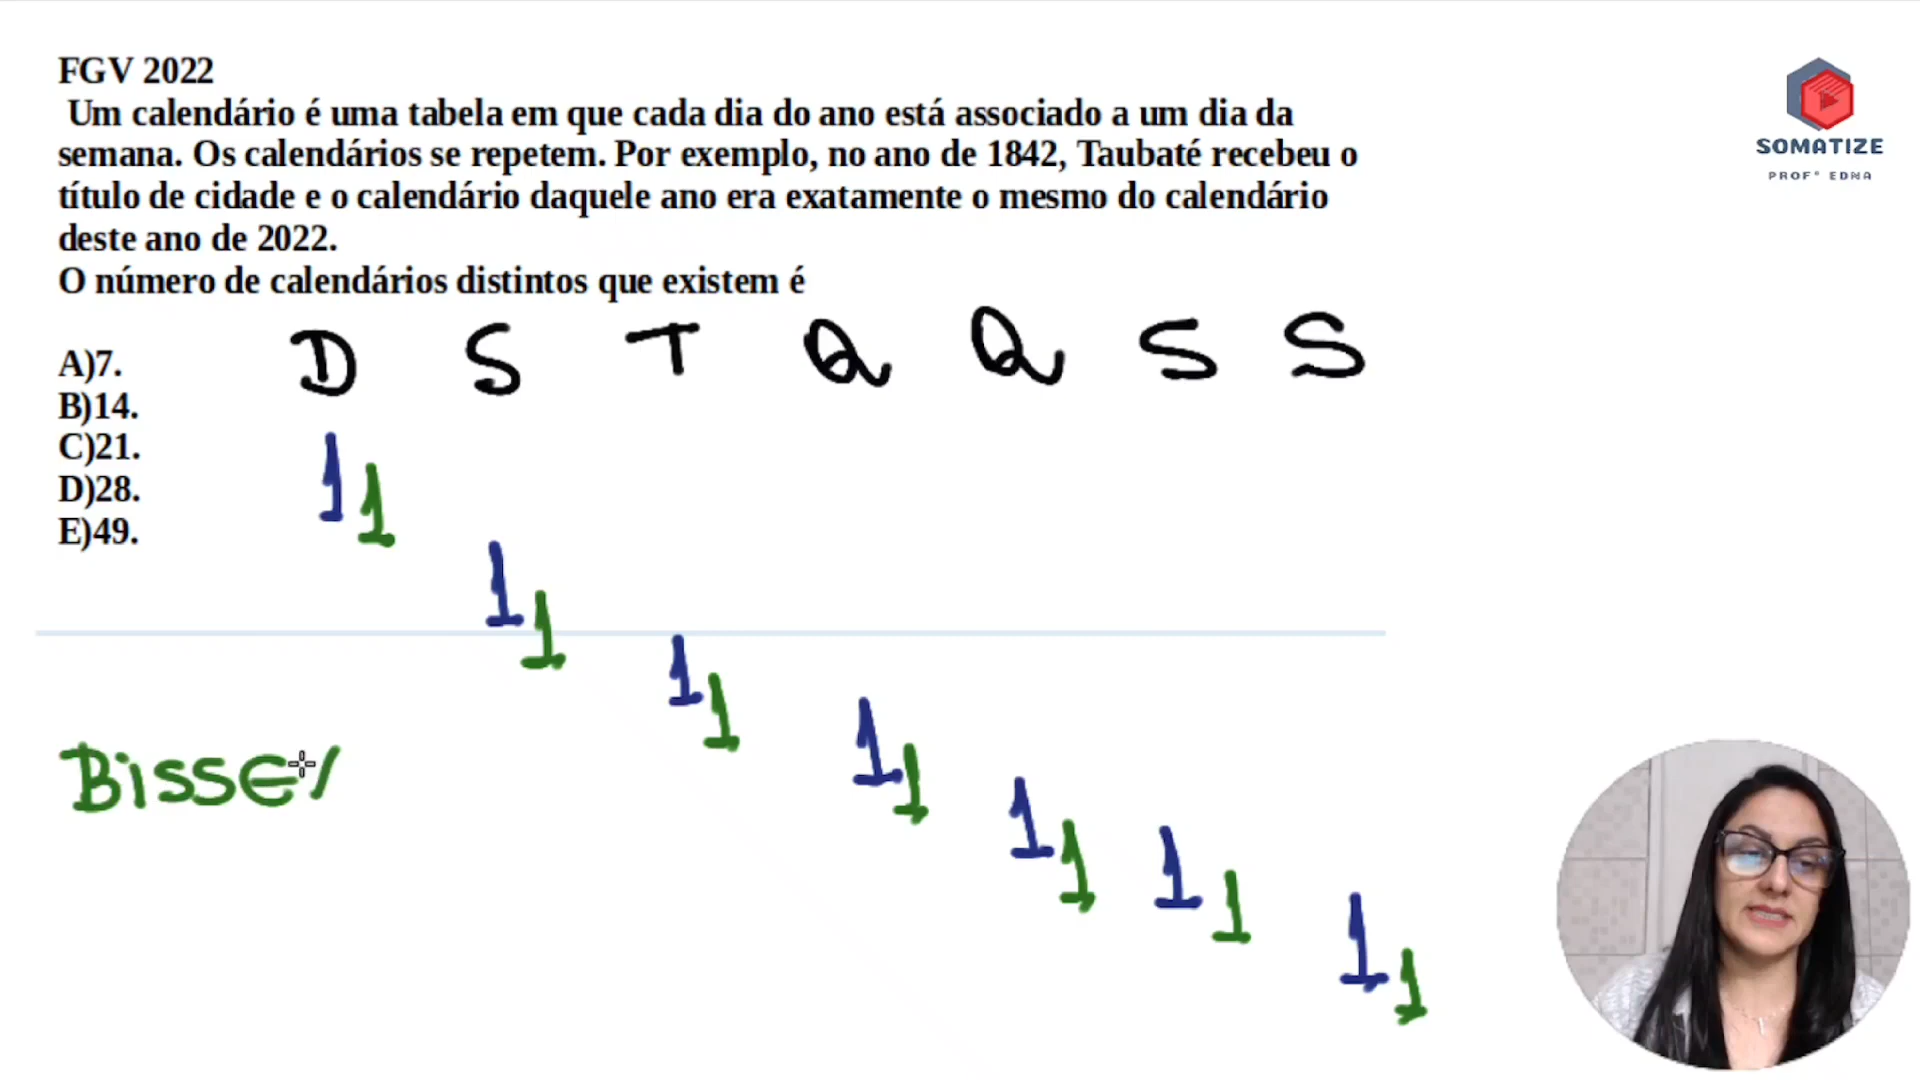 FGV 2022
Um calendário é uma tabela em que cada dia do ano está associado a um dia da
semana. Os calendários se repetem. Por exemplo, no ano de 1842, Taubaté recebeu o
título de cidade e o calendário daquele ano era exatamente o mesmo do calendário
deste ano de 2022.
O número de calendários distintos que existem é
D S T Q Q S S
A)7.
B)14.
C)21.
D)28.
E)49.
1 1
1 1
1 1
1 1
1 1
1 1
1 1
Bisse
SOMATIZE
PROFª EDNA